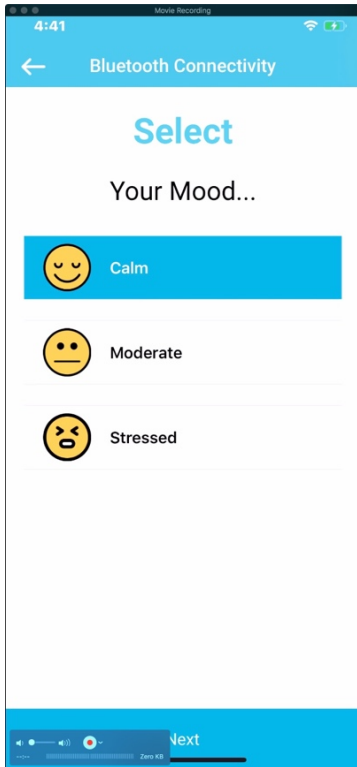 Movie Recording
4:41
Bluetooth Connectivity
Select
Your Mood...
Calm
Moderate
Stressed
Next
--:--
Zero KB